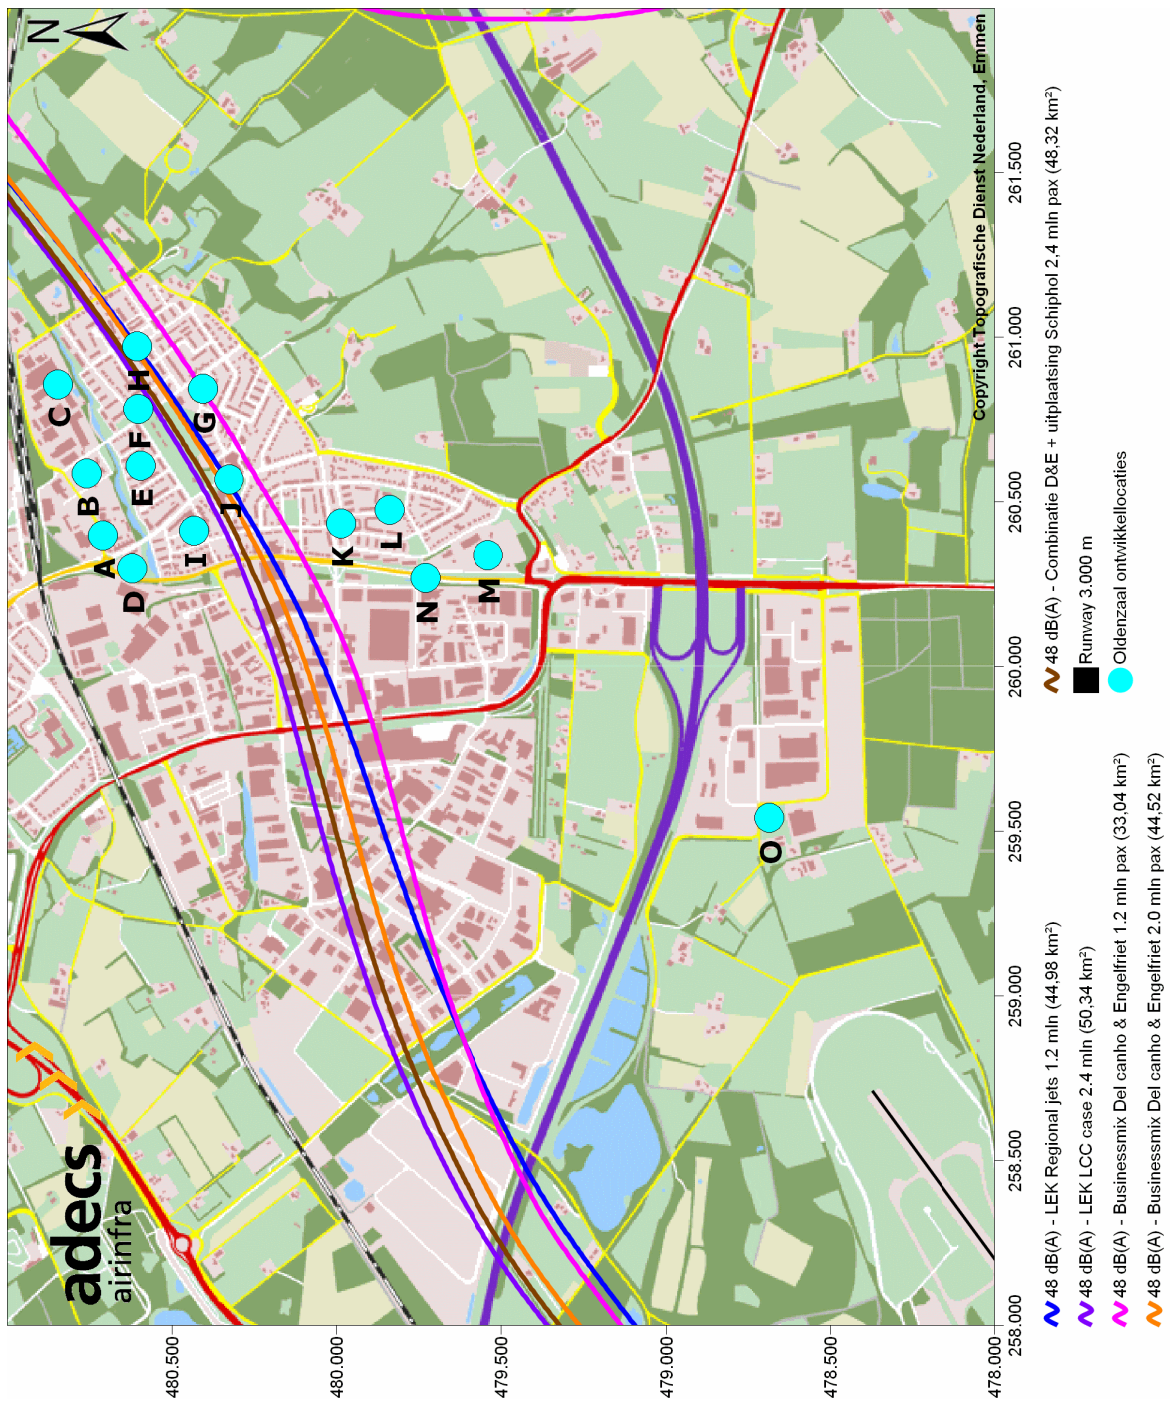 N
adecs
airinfra
C
B
A
D
H
F
E
G
J
I
K
L
N
M
O
Copyright Topografische Dienst Nederland, Emmen
480.500
480.000
479.500
479.000
478.500
478.000
258.000
258.500
259.000
259.500
260.000
260.500
261.000
261.500
48 dB(A) - LEK Regional jets 1.2 mln (44,98 km²)
48 dB(A) - LEK LCC case 2.4 mln (50,34 km²)
48 dB(A) - Businessmix Del canho & Engelfriet 1.2 mln pax (33,04 km²)
48 dB(A) - Businessmix Del canho & Engelfriet 2.0 mln pax (44,52 km²)
48 dB(A) - Combinatie D&E + uitplaatsing Schiphol 2,4 mln pax (48,32 km²)
Runway 3.000 m
Oldenzaal ontwikkellocaties